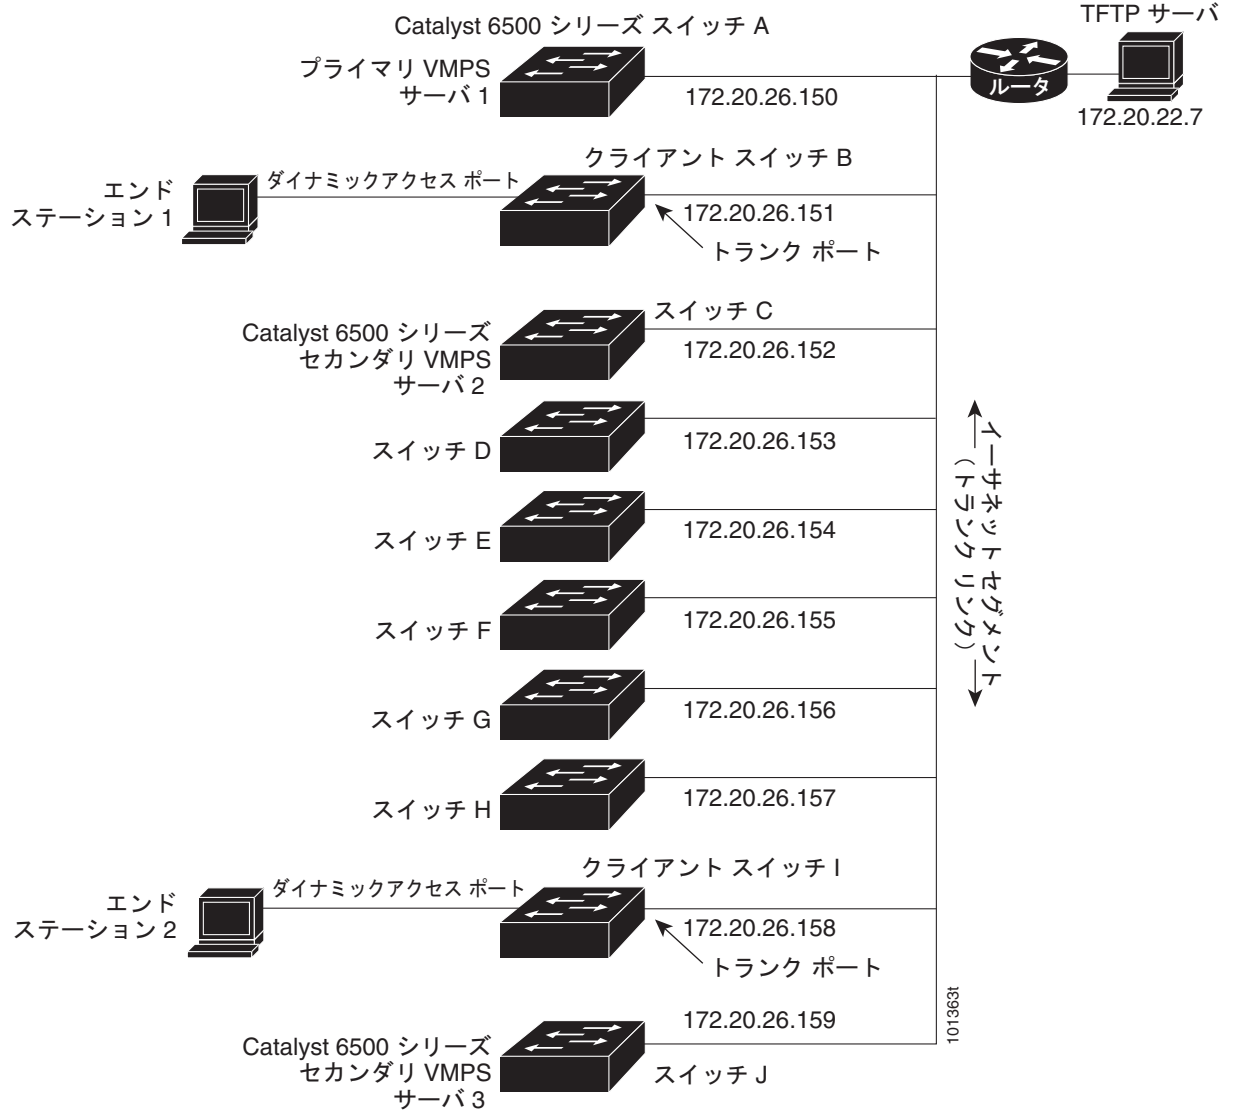 Catalyst 6500 シリーズ スイッチ A
TFTP サーバ
プライマリ VMPS
サーバ 1
172.20.26.150
ルータ
172.20.22.7
クライアント スイッチ B
エンド
ステーション 1
ダイナミックアクセス ポート
172.20.26.151
トランク ポート
スイッチ C
Catalyst 6500 シリーズ
セカンダリ VMPS
サーバ 2
172.20.26.152
スイッチ D
172.20.26.153
イーサネット セグメント
（トランク リンク）
スイッチ E
172.20.26.154
スイッチ F
172.20.26.155
スイッチ G
172.20.26.156
スイッチ H
172.20.26.157
クライアント スイッチ I
エンド
ステーション 2
ダイナミックアクセス ポート
172.20.26.158
トランク ポート
101363t
172.20.26.159
Catalyst 6500 シリーズ
セカンダリ VMPS
サーバ 3
スイッチ J